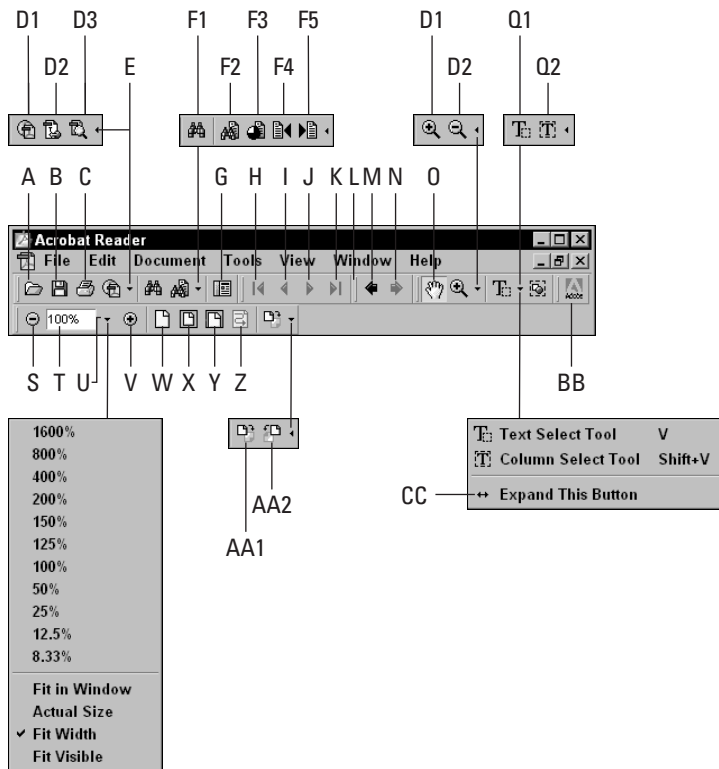 D1 D3 F1 F3 F5 D1 Q1
D2 E F2 F4 D2 Q2
A B C G H I J K L M N O
Acrobat Reader
File Edit Document Tools View Window Help
100%
Adobe
S T U V W X Y Z BB
1600%
800%
400%
200%
150%
125%
100%
50%
25%
12.5%
8.33%
Fit in Window
Actual Size
Fit Width
Fit Visible
AA2
AA1
Text Select Tool V
Column Select Tool Shift+V
CC Expand This Button